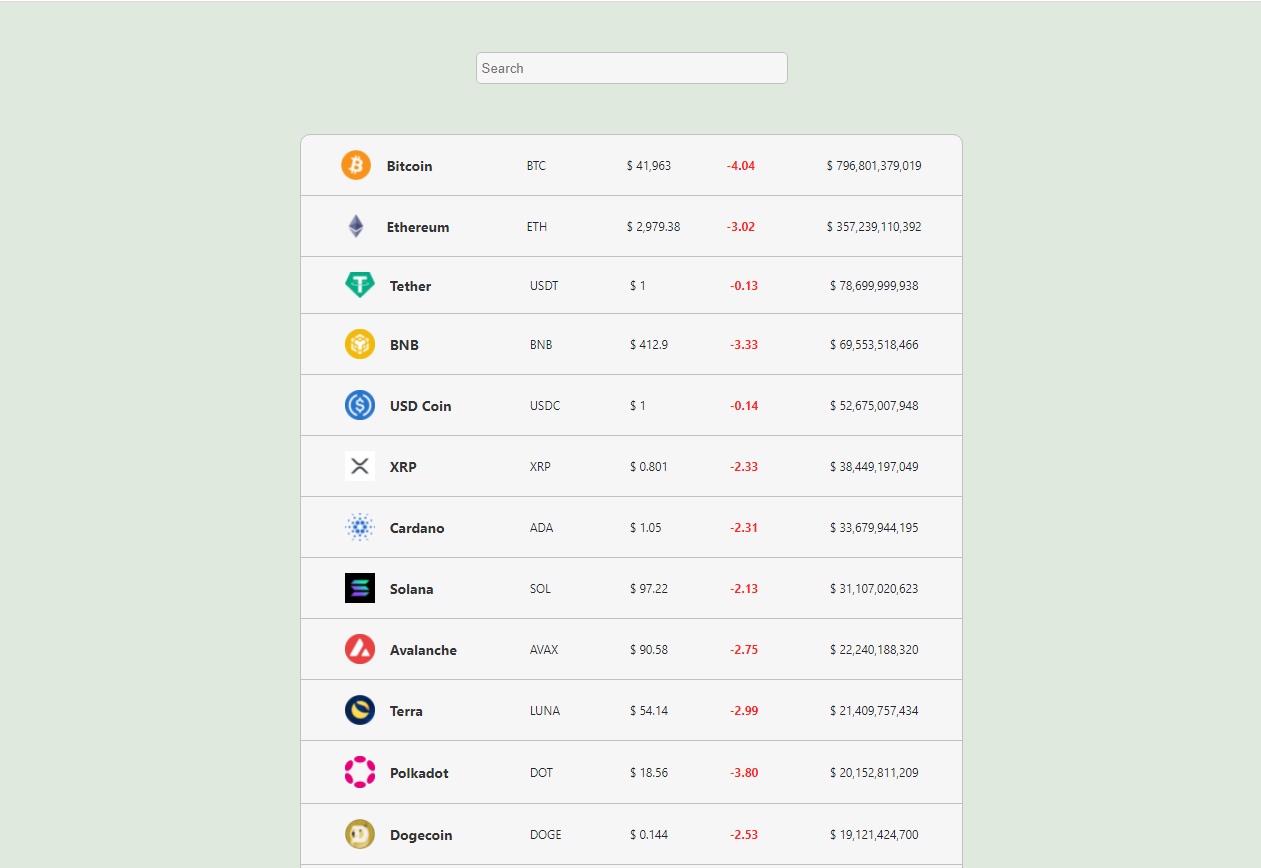 Search
Bitcoin BTC $ 41,963 -4.04 $ 796,801,379,019
Ethereum ETH $ 2,979.38 -3.02 $ 357,239,110,392
Tether USDT $ 1 -0.13 $ 78,699,999,938
BNB BNB $ 412.9 -3.33 $ 69,553,518,466
USD Coin USDC $ 1 -0.14 $ 52,675,007,948
XRP XRP $ 0.801 -2.33 $ 38,449,197,049
Cardano ADA $ 1.05 -2.31 $ 33,679,944,195
Solana SOL $ 97.22 -2.13 $ 31,107,020,623
Avalanche AVAX $ 90.58 -2.75 $ 22,240,188,320
Terra LUNA $ 54.14 -2.99 $ 21,409,757,434
Polkadot DOT $ 18.56 -3.80 $ 20,152,811,209
Dogecoin DOGE $ 0.144 -2.53 $ 19,121,424,700